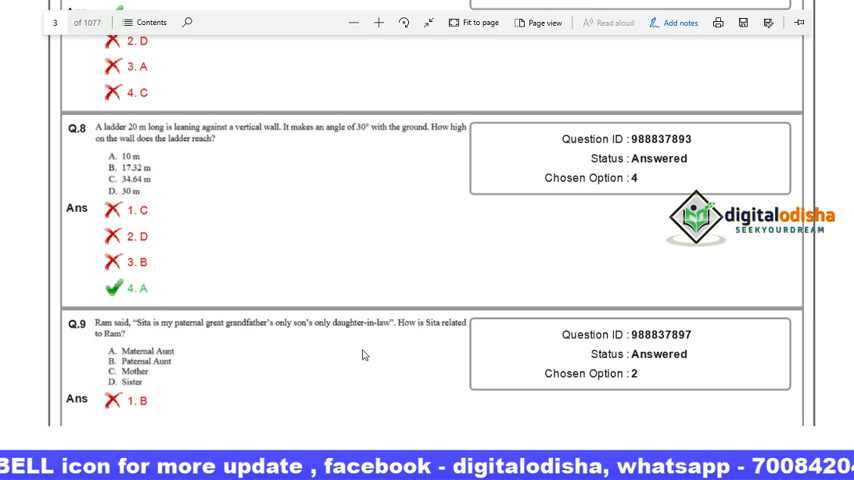 3 of 1077 Contents Fit to page Page view Read aloud Add notes
2. D
3. A
4. C
Q.8 A ladder 20 m long is leaning against a vertical wall. It makes an angle of 30° with the ground. How high
on the wall does the ladder reach?
A. 10 m
B. 17.32 m
C. 34.64 m
D. 30 m
Question ID : 988837893
Status : Answered
Chosen Option : 4
Ans 1. C
2. D
3. B
4. A
digitalodisha
SEEKYOURDREAM
Q.9 Ram said, "Sita is my paternal great grandfather's only son's only daughter-in-law". How is Sita related
to Ram?
A. Maternal Aunt
B. Paternal Aunt
C. Mother
D. Sister
Question ID : 988837897
Status : Answered
Chosen Option : 2
Ans 1. B
BELL icon for more update , facebook - digitalodisha, whatsapp - 7008420